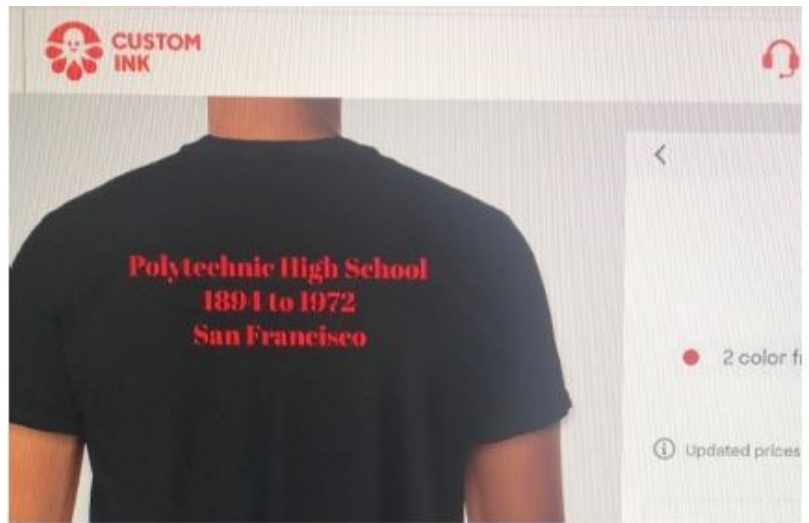 CUSTOM
INK
Polytechnic High School
1894 to 1972
San Francisco
2 color
Updated prices